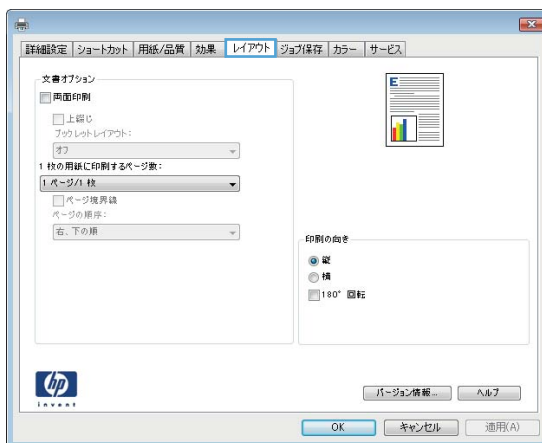 詳細設定 ショートカット 用紙/品質 効果 レイアウト ジョブ保存 カラー サービス
文書オプション
両面印刷
上綴じ
ブックレットレイアウト:
オフ
1 枚の用紙に印刷するページ数:
1 ページ/1 枚
ページ境界線
ページの順序:
右、下の順
E
印刷の向き
縦
横
180° 回転
hp
invent
バージョン情報... ヘルプ
OK キャンセル 適用(A)